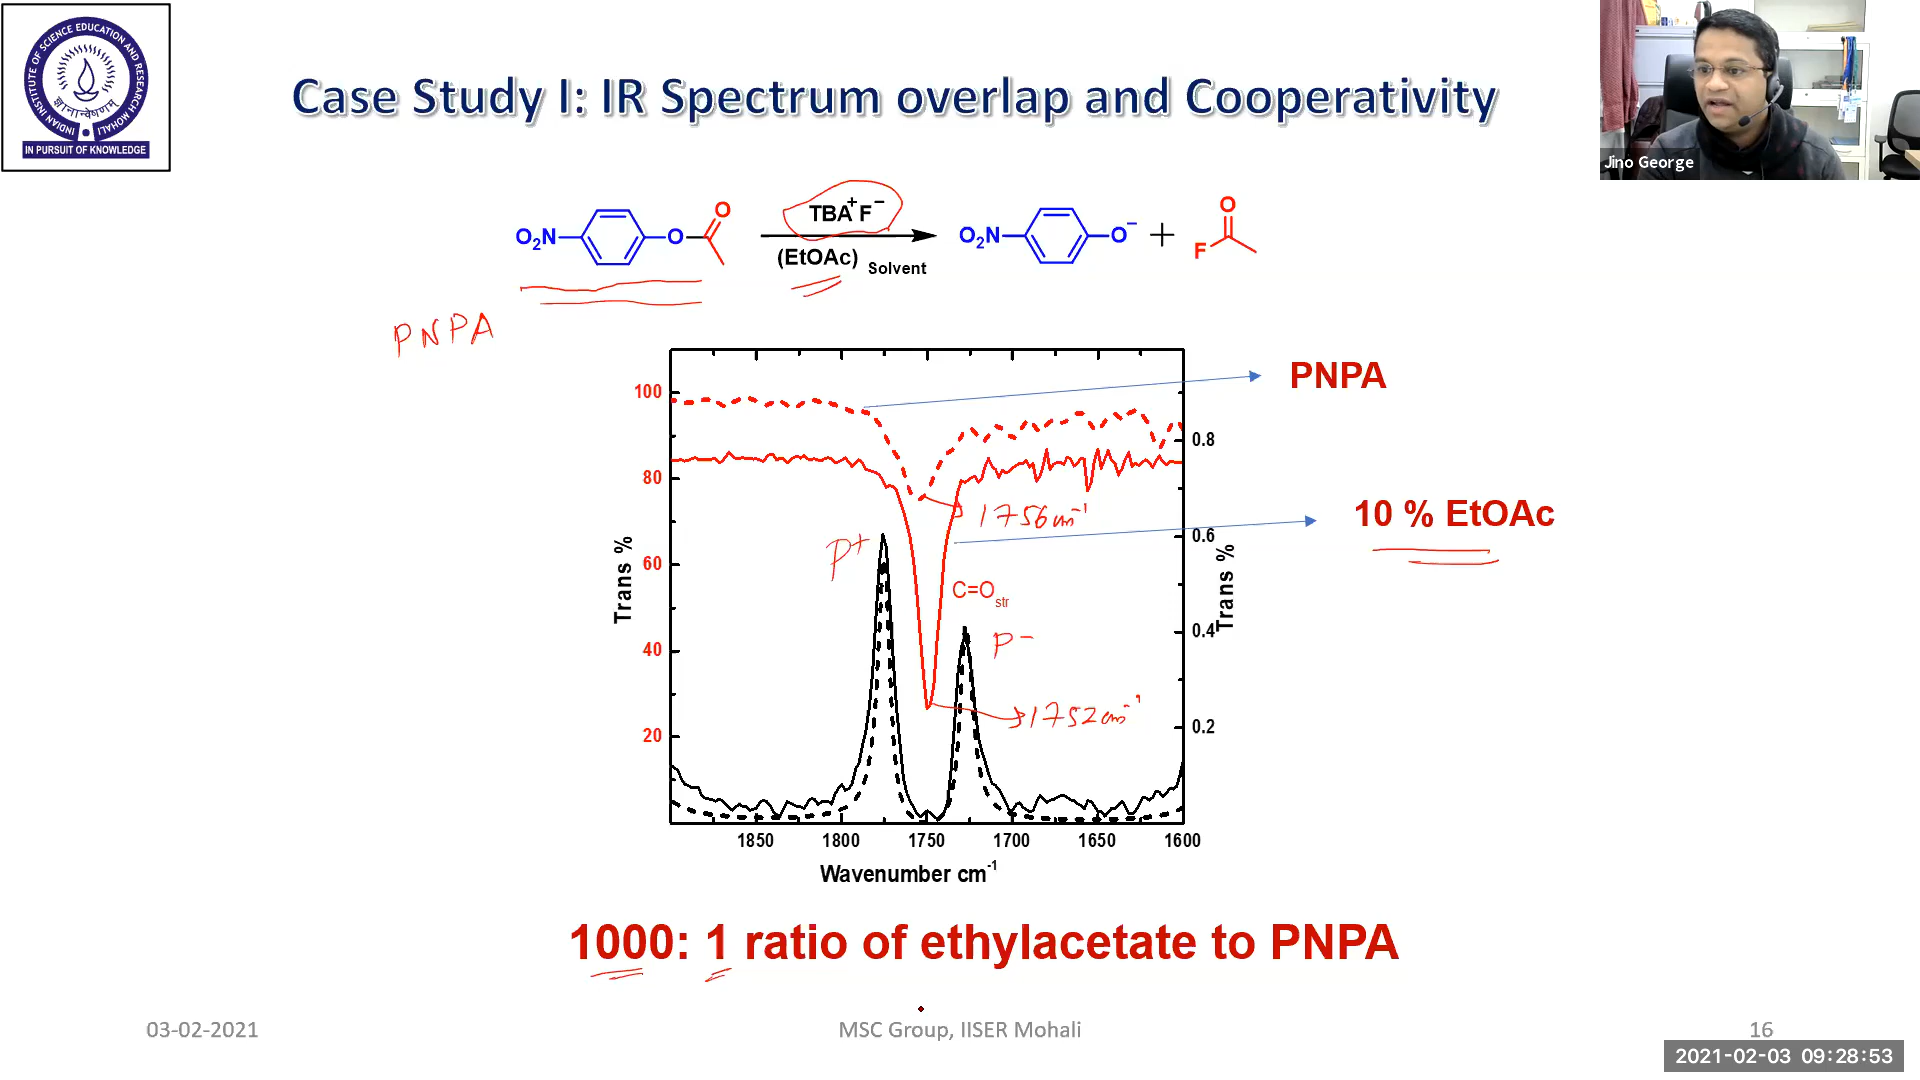 INDIAN INSTITUTE OF SCIENCE EDUCATION AND RESEARCH MOHALI
ज्ञानान्वेषणम्
IN PURSUIT OF KNOWLEDGE
Case Study I: IR Spectrum overlap and Cooperativity
Jino George
O₂N
O
O
TBA⁺F⁻
(EtOAc) Solvent
O₂N
O⁻
+
F
O
PNPA
PNPA
10 % EtOAc
100
80
60
40
20
Trans %
0.8
0.6
0.4
0.2
Trans %
P+
1756 cm⁻¹
C=O str
P-
1752 cm⁻¹
1850 1800 1750 1700 1650 1600
Wavenumber cm⁻¹
1000: 1 ratio of ethylacetate to PNPA
03-02-2021
MSC Group, IISER Mohali
16
2021-02-03 09:28:53